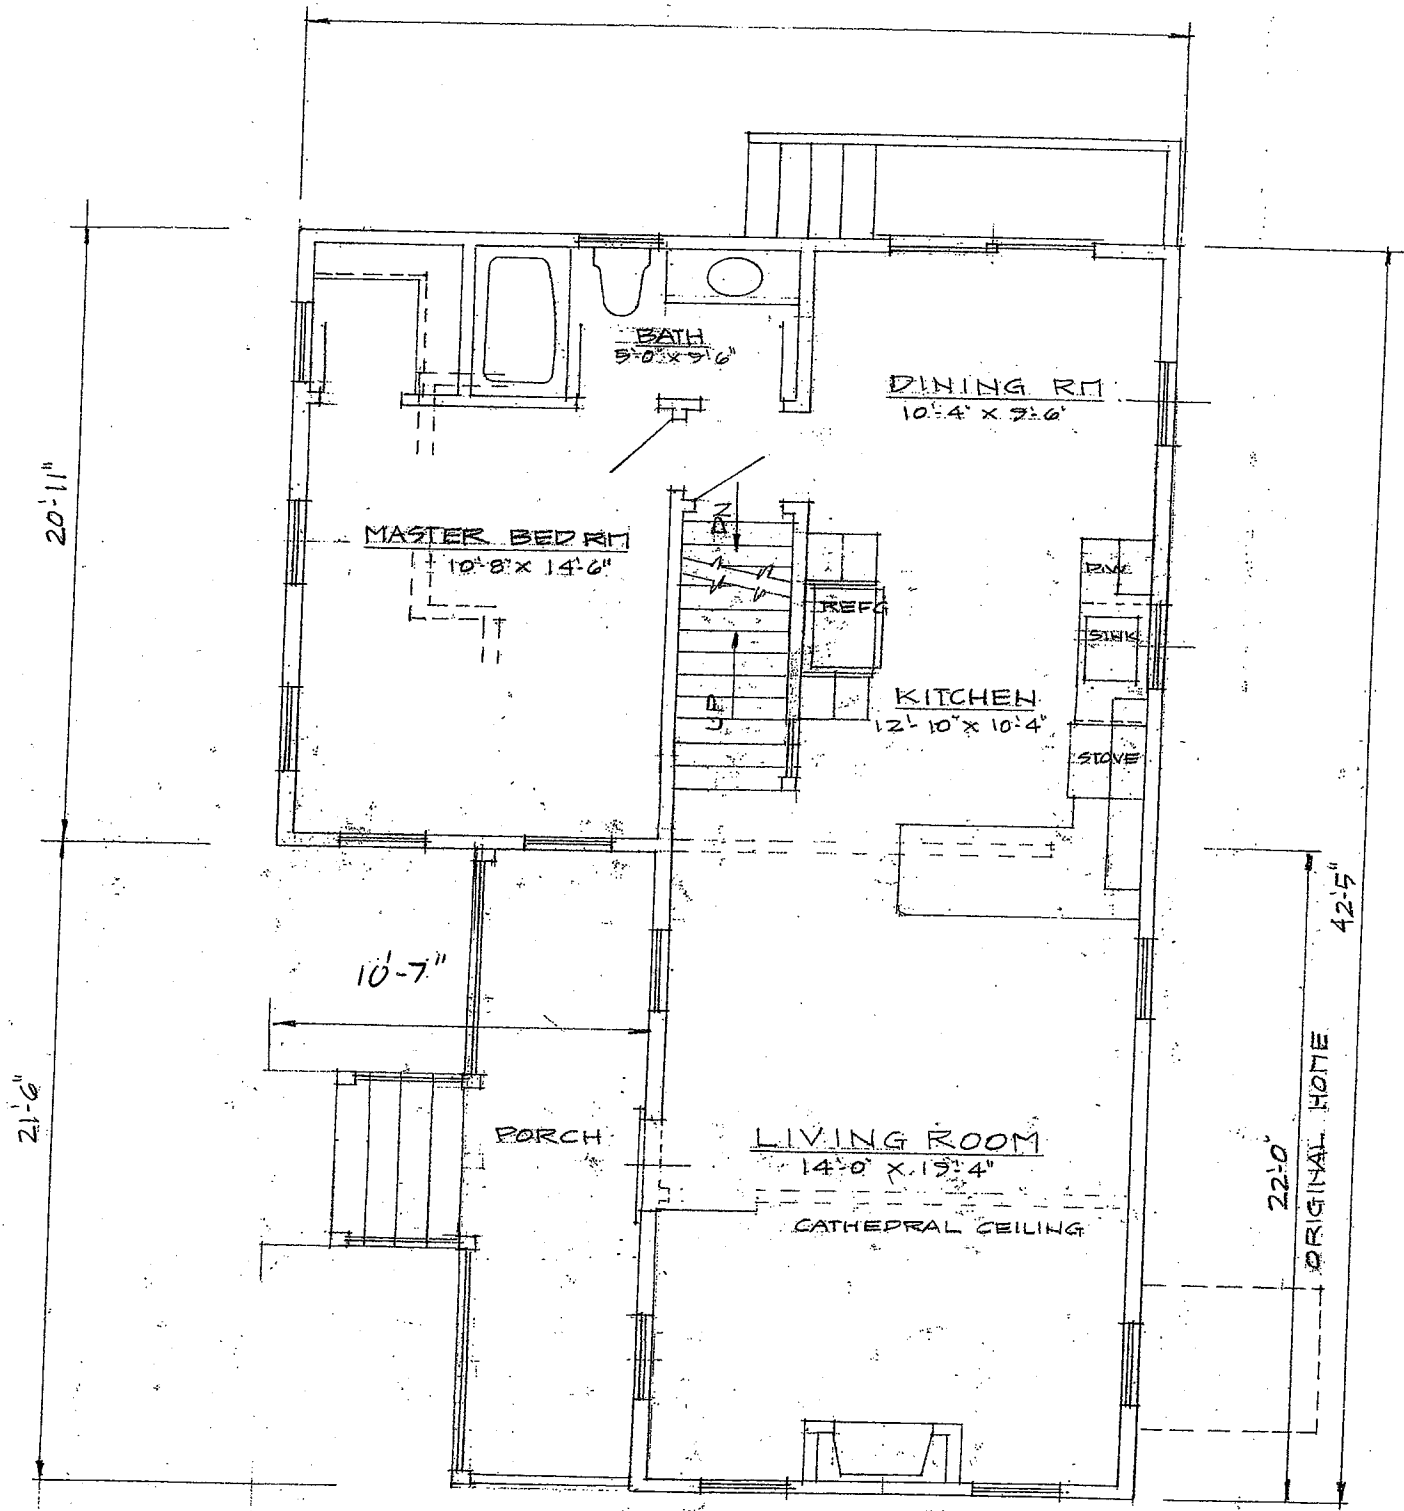 BATH
5'-0" x 9'-6"
DINING RM
10'-4" x 9'-6"
20'-11"
MASTER BED RM
10'-8" x 14'-6"
DN
REFG
D.W.
SINK
UP
KITCHEN
12'-10" x 10'-4"
STOVE
42'-5"
10'-7"
21'-6"
PORCH
LIVING ROOM
14'-0" x 19'-4"
CATHEDRAL CEILING
22'-0"
ORIGINAL HOME